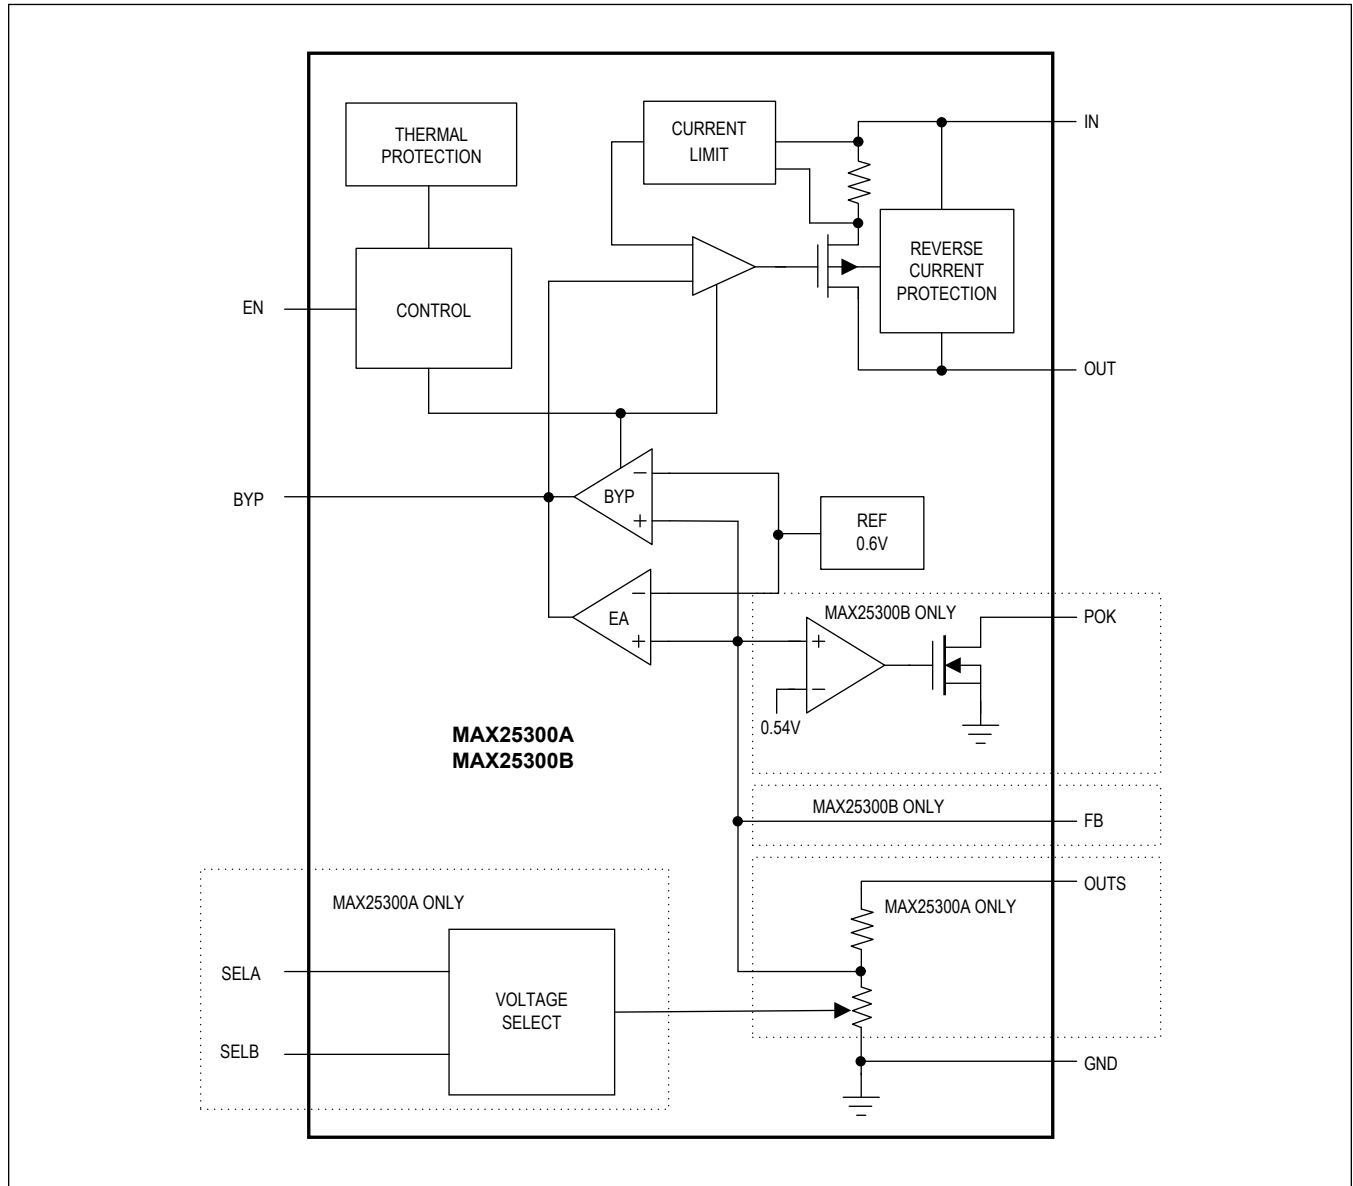 THERMAL
PROTECTION
CURRENT
LIMIT
IN
REVERSE
CURRENT
PROTECTION
EN
CONTROL
OUT
BYP
−
BYP
+
REF
0.6V
−
EA
+
MAX25300B ONLY
POK
+
−
0.54V
MAX25300A
MAX25300B
MAX25300B ONLY
FB
OUTS
MAX25300A ONLY
MAX25300A ONLY
SELA
VOLTAGE
SELECT
SELB
GND